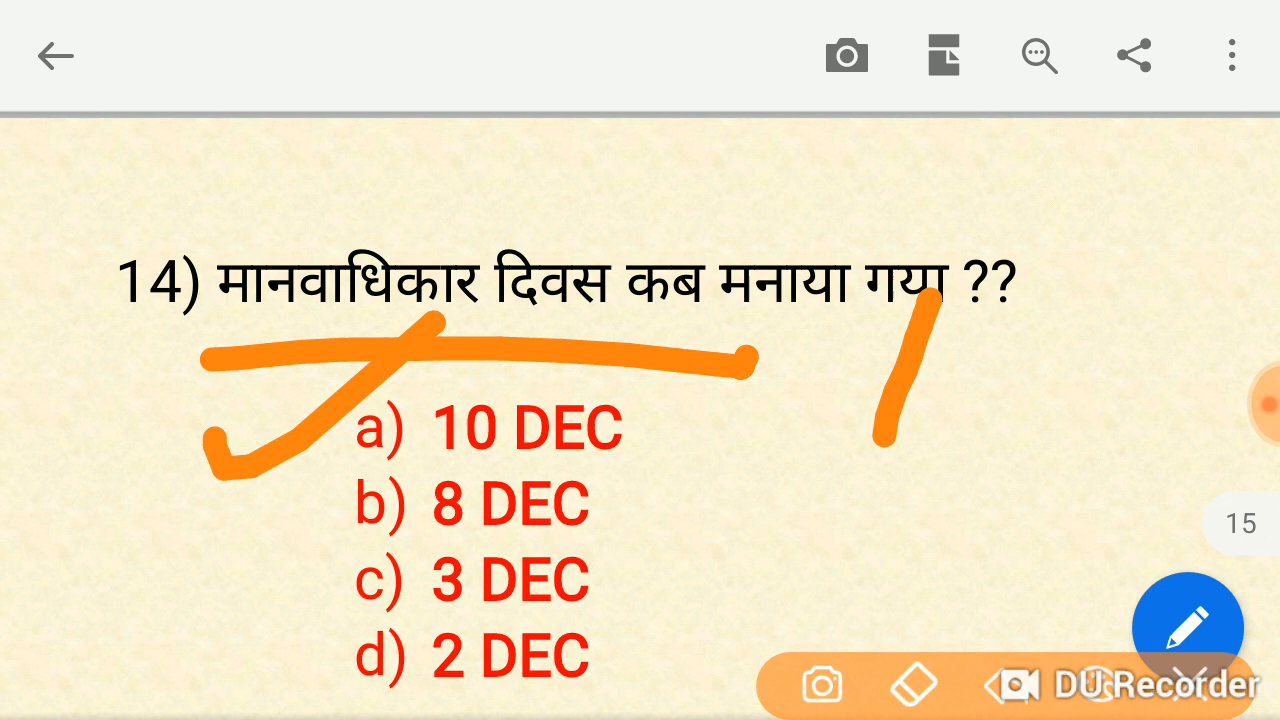 14) मानवाधिकार दिवस कब मनाया गया ??
a) 10 DEC
b) 8 DEC
c) 3 DEC
15
d) 2 DEC
DU Recorder